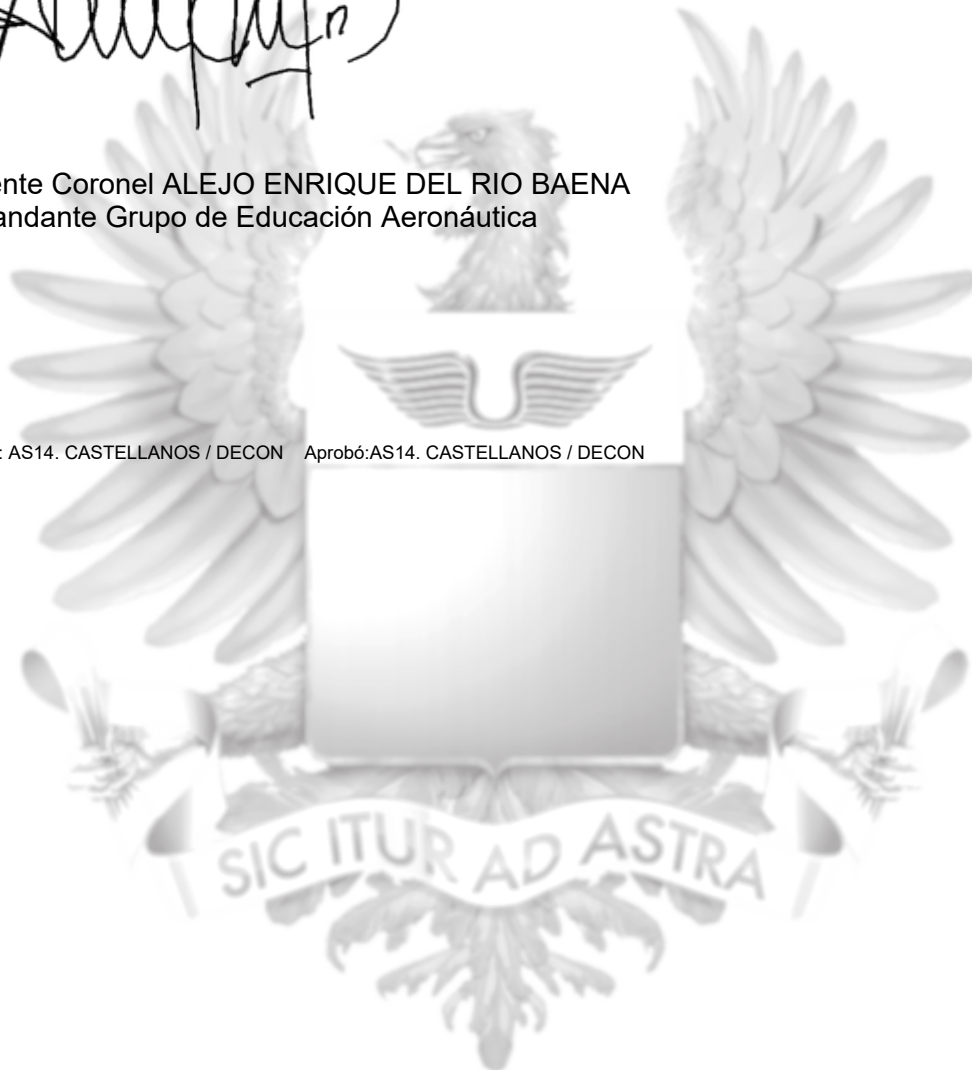 ente Coronel ALEJO ENRIQUE DEL RIO BAENA
andante Grupo de Educación Aeronáutica
: AS14. CASTELLANOS / DECON    Aprobó:AS14. CASTELLANOS / DECON
SIC ITUR AD ASTRA